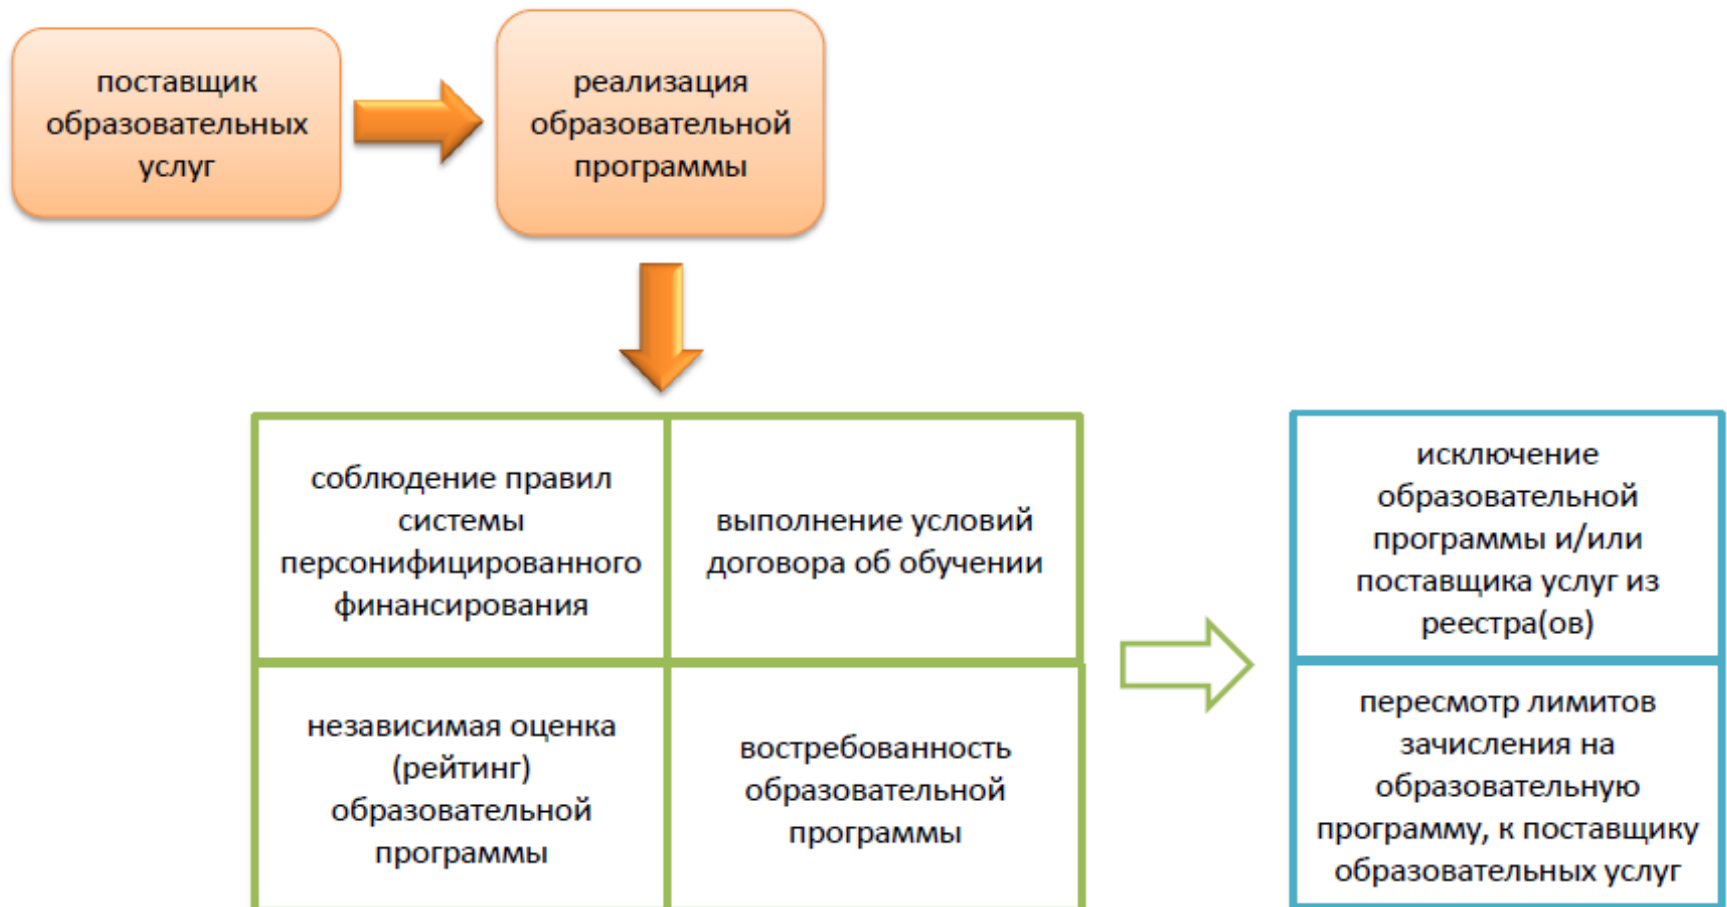 поставщик
образовательных
услуг
реализация
образовательной
программы
соблюдение правил
системы
персонифицированного
финансирования
выполнение условий
договора об обучении
независимая оценка
(рейтинг)
образовательной
программы
востребованность
образовательной
программы
исключение
образовательной
программы и/или
поставщика услуг из
реестра(ов)
пересмотр лимитов
зачисления на
образовательную
программу, к поставщику
образовательных услуг